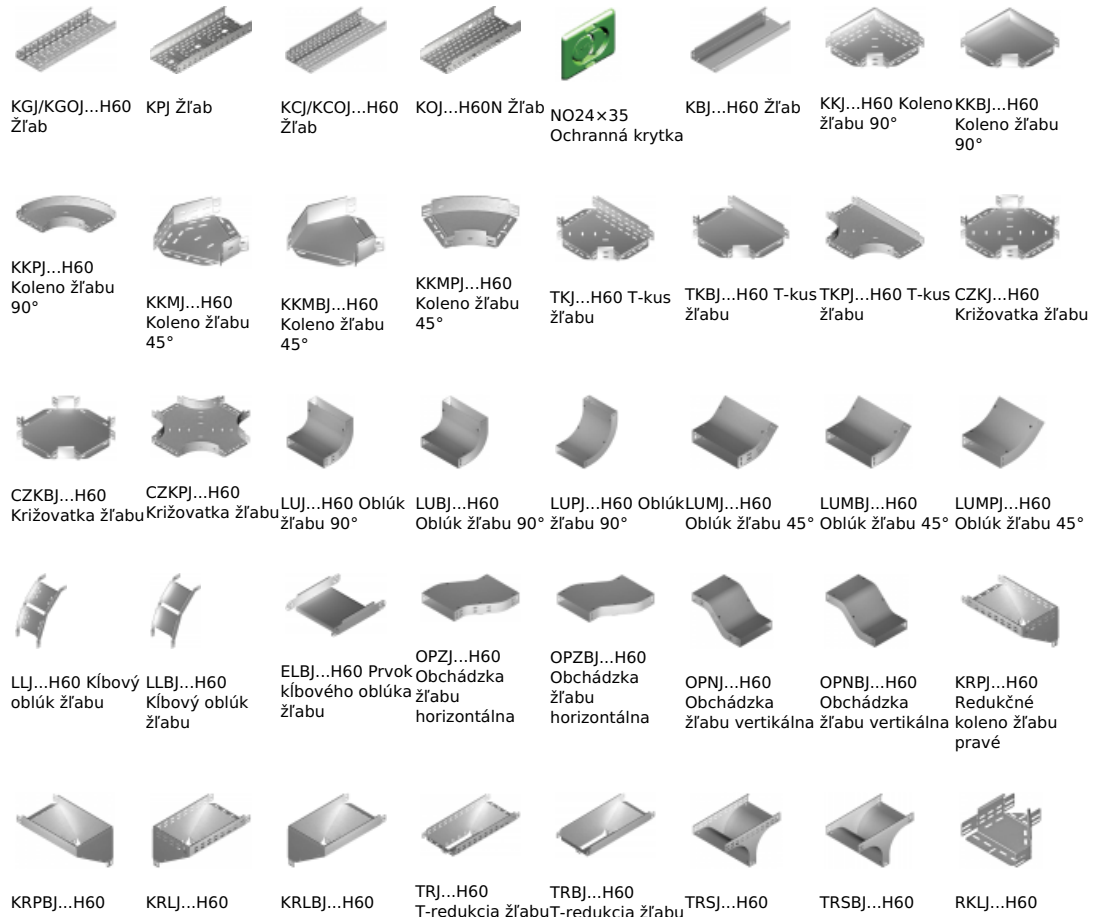 KGJ/KGOJ...H60
Žľab
KPJ Žľab
KCJ/KCOJ...H60
Žľab
KOJ...H60N Žľab
NO24×35
Ochranná krytka
KBJ...H60 Žľab
KKJ...H60 Koleno
žľabu 90°
KKBJ...H60
Koleno žľabu
90°
KKPJ...H60
Koleno žľabu
90°
KKMJ...H60
Koleno žľabu
45°
KKMBJ...H60
Koleno žľabu
45°
KKMPJ...H60
Koleno žľabu
45°
TKJ...H60 T-kus
žľabu
TKBJ...H60 T-kus
žľabu
TKPJ...H60 T-kus
žľabu
CZKJ...H60
Križovatka žľabu
CZKBJ...H60
Križovatka žľabu
CZKPJ...H60
Križovatka žľabu
LUJ...H60 Oblúk
žľabu 90°
LUBJ...H60
Oblúk žľabu 90°
LUPJ...H60 Oblúk
žľabu 90°
LUMJ...H60
Oblúk žľabu 45°
LUMBJ...H60
Oblúk žľabu 45°
LUMPJ...H60
Oblúk žľabu 45°
LLJ...H60 Kĺbový
oblúk žľabu
LLBJ...H60
Kĺbový oblúk
žľabu
ELBJ...H60 Prvok
kĺbového oblúka
žľabu
OPZJ...H60
Obchádzka
žľabu
horizontálna
OPZBJ...H60
Obchádzka
žľabu
horizontálna
OPNJ...H60
Obchádzka
žľabu vertikálna
OPNBJ...H60
Obchádzka
žľabu vertikálna
KRPJ...H60
Redukčné
koleno žľabu
pravé
KRPBJ...H60
KRLJ...H60
KRLBJ...H60
TRJ...H60
T-redukcia žľabu
TRBJ...H60
T-redukcia žľabu
TRSJ...H60
TRSBJ...H60
RKLJ...H60